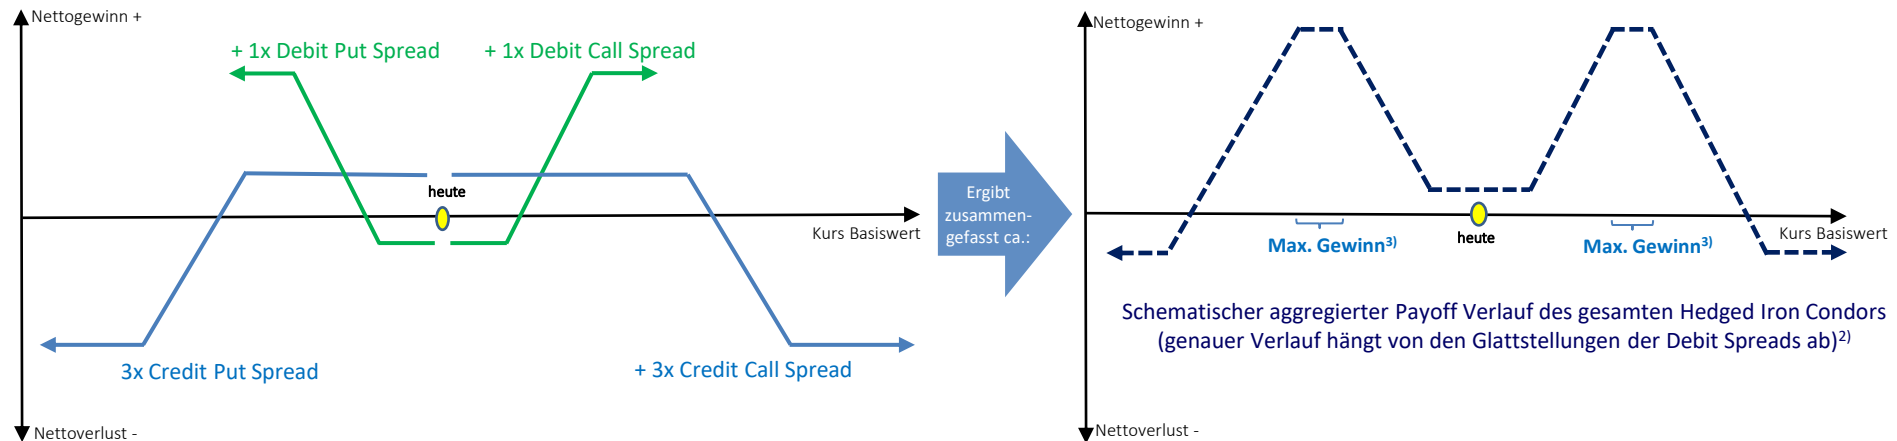 Nettogewinn +
+ 1x Debit Put Spread
+ 1x Debit Call Spread
heute
Kurs Basiswert
3x Credit Put Spread
+ 3x Credit Call Spread
Nettoverlust -
Ergibt
zusammen-
gefasst ca.:
Nettogewinn +
Max. Gewinn3)
heute
Max. Gewinn3)
Kurs Basiswert
Schematischer aggregierter Payoff Verlauf des gesamten Hedged Iron Condors
(genauer Verlauf hängt von den Glattstellungen der Debit Spreads ab)2)
Nettoverlust -